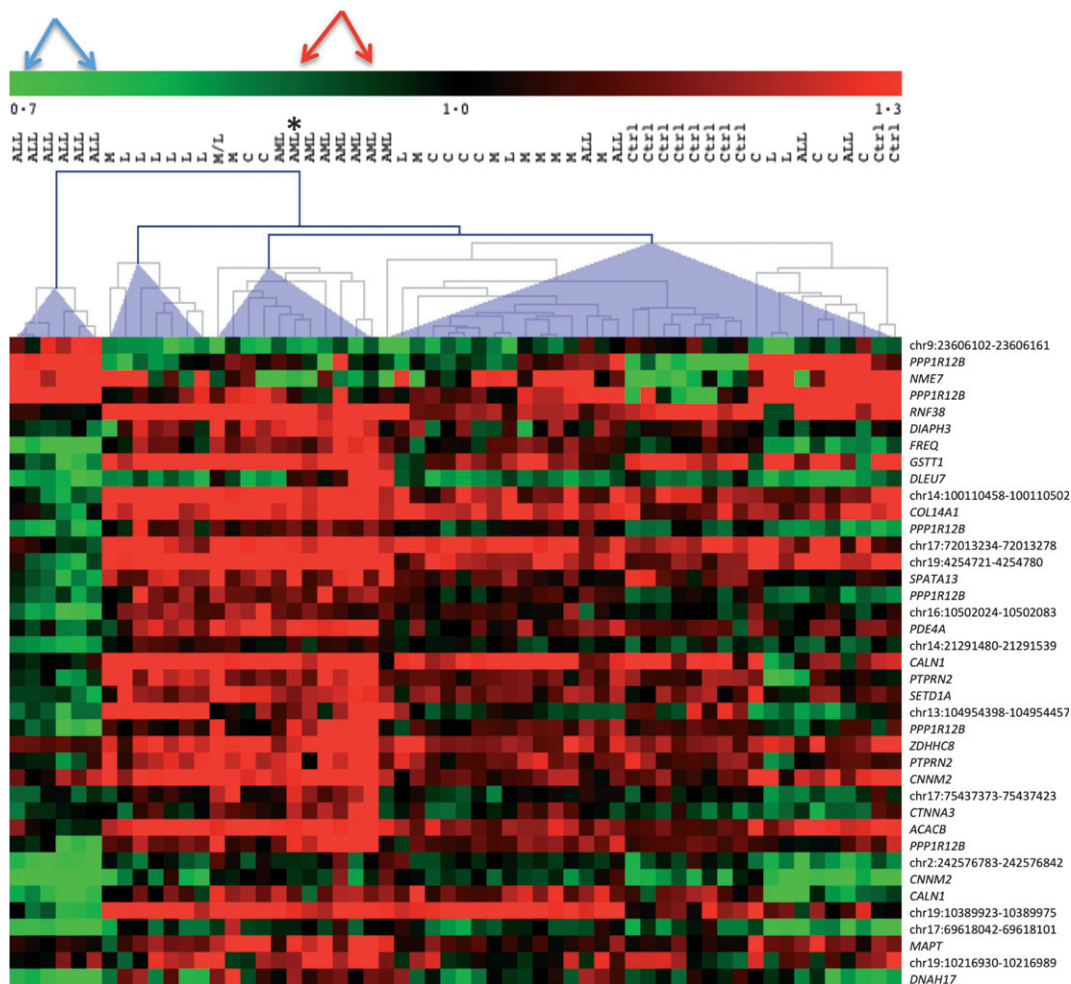 0·7 1·0 1·3
ALL ALL ALL ALL ALL ALL M L L L L L L M/L M C C AML AML* AML AML AML AML AML AML L M C C C C M L M M M M ALL M ALL Ctrl Ctrl Ctrl Ctrl Ctrl Ctrl Ctrl Ctrl C L L ALL C C ALL C Ctrl Ctrl
chr9:23606102-23606161
PPP1R12B
NME7
PPP1R12B
RNF38
DIAPH3
FREQ
GSTT1
DLEU7
chr14:100110458-100110502
COL14A1
PPP1R12B
chr17:72013234-72013278
chr19:4254721-4254780
SPATA13
PPP1R12B
chr16:10502024-10502083
PDE4A
chr14:21291480-21291539
CALN1
PTPRN2
SETD1A
chr13:104954398-104954457
PPP1R12B
ZDHHC8
PTPRN2
CNNM2
chr17:75437373-75437423
CTNNA3
ACACB
PPP1R12B
chr2:242576783-242576842
CNNM2
CALN1
chr19:10389923-10389975
chr17:69618042-69618101
MAPT
chr19:10216930-10216989
DNAH17